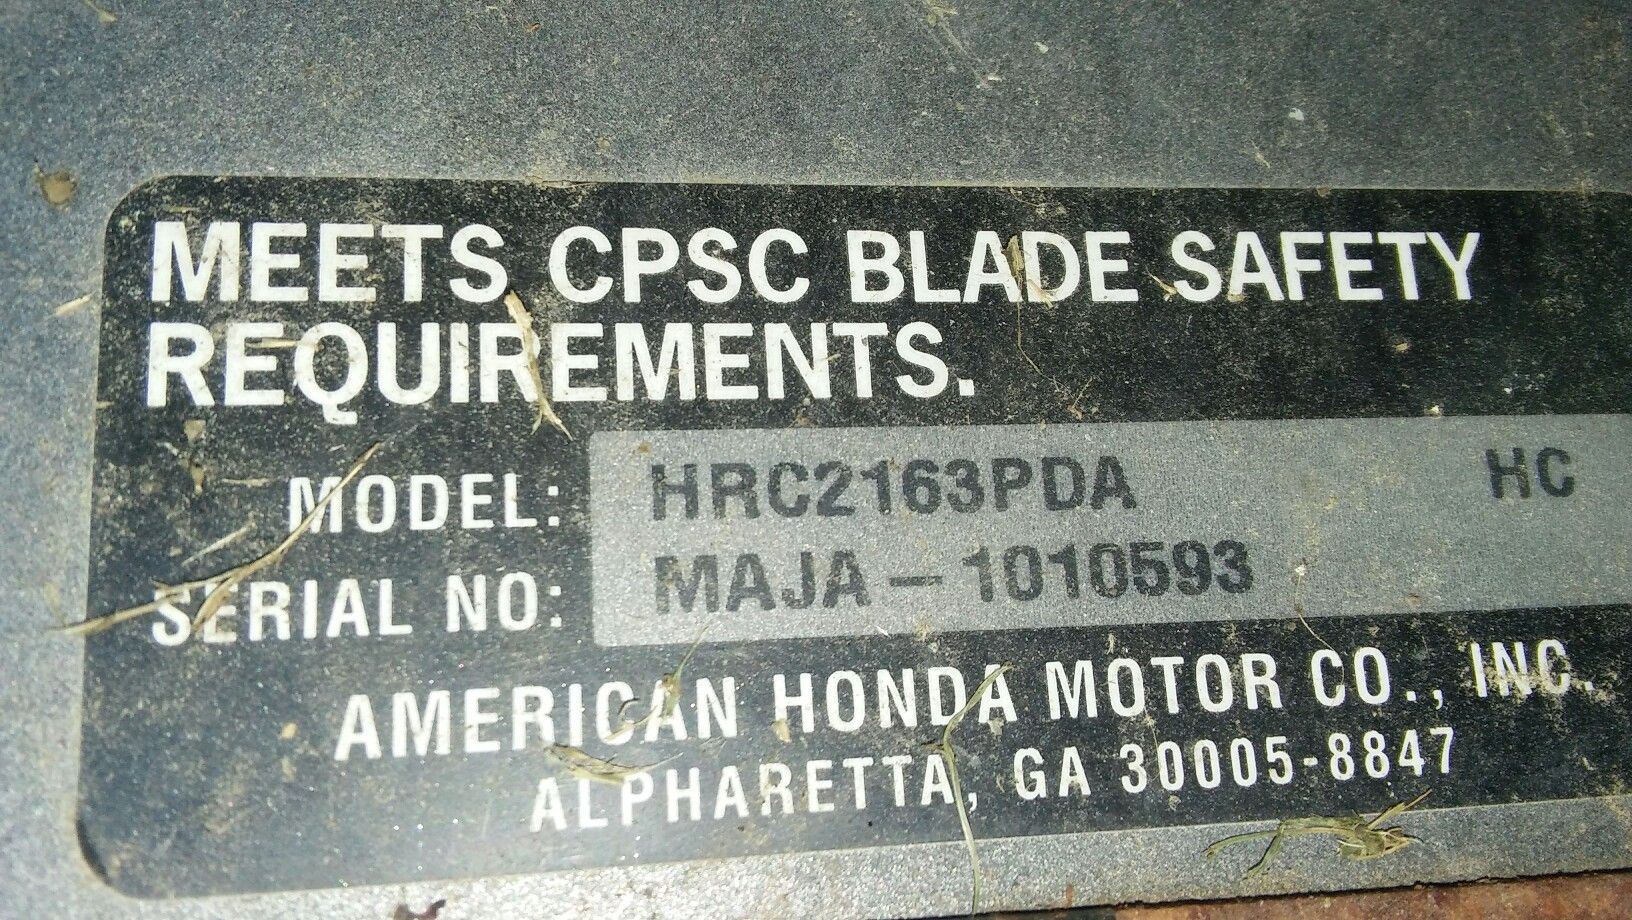 MEETS CPSC BLADE SAFETY
REQUIREMENTS.
MODEL: HRC2163PDA HC
SERIAL NO: MAJA-1010593
AMERICAN HONDA MOTOR CO., INC.
ALPHARETTA, GA 30005-8847